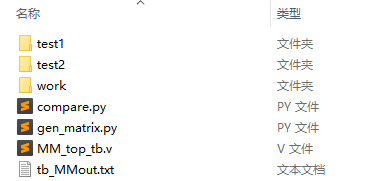 名称 类型
test1 文件夹
test2 文件夹
work 文件夹
compare.py PY 文件
gen_matrix.py PY 文件
MM_top_tb.v V 文件
tb_MMout.txt 文本文档